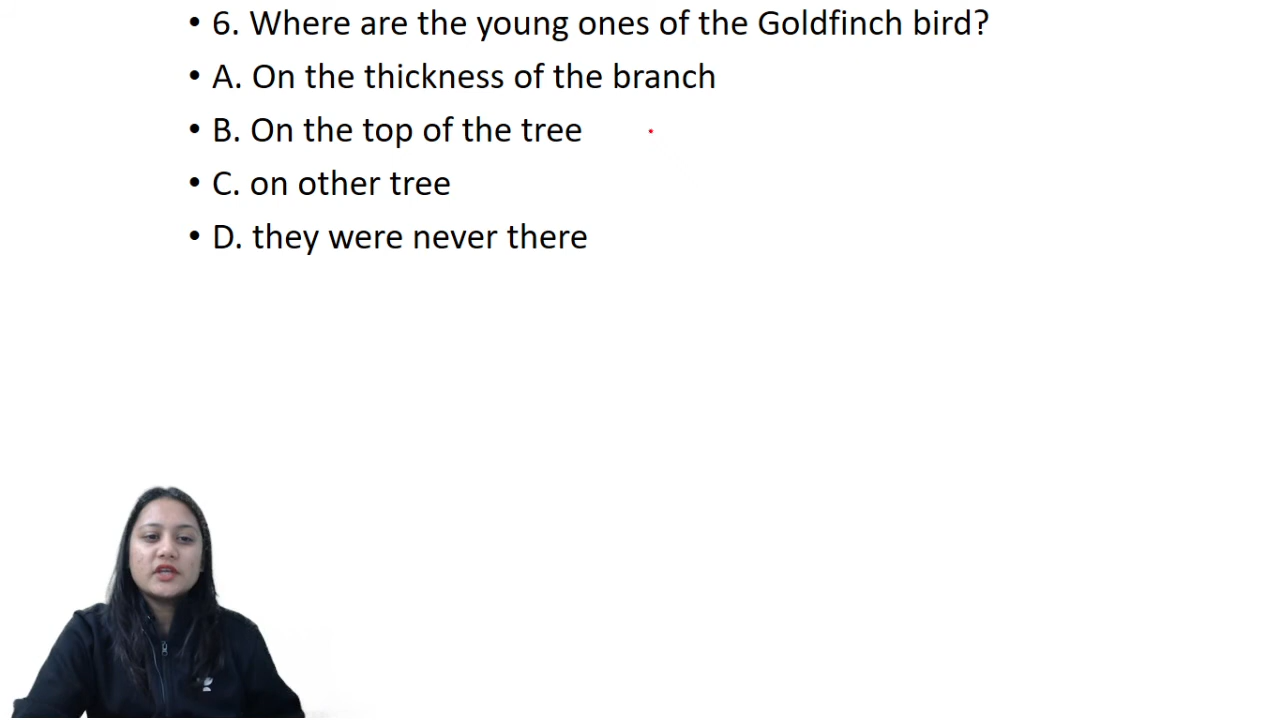 • 6. Where are the young ones of the Goldfinch bird?
• A. On the thickness of the branch
• B. On the top of the tree
• C. on other tree
• D. they were never there